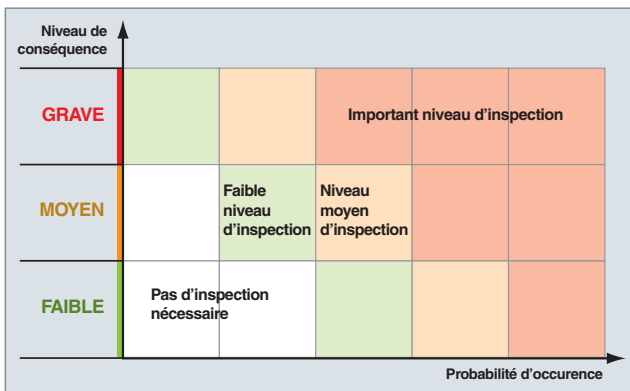 Niveau de
conséquence
GRAVE
Important niveau d'inspection
MOYEN
Faible
niveau
d'inspection
Niveau
moyen
d'inspection
FAIBLE
Pas d'inspection
nécessaire
Probabilité d'occurence